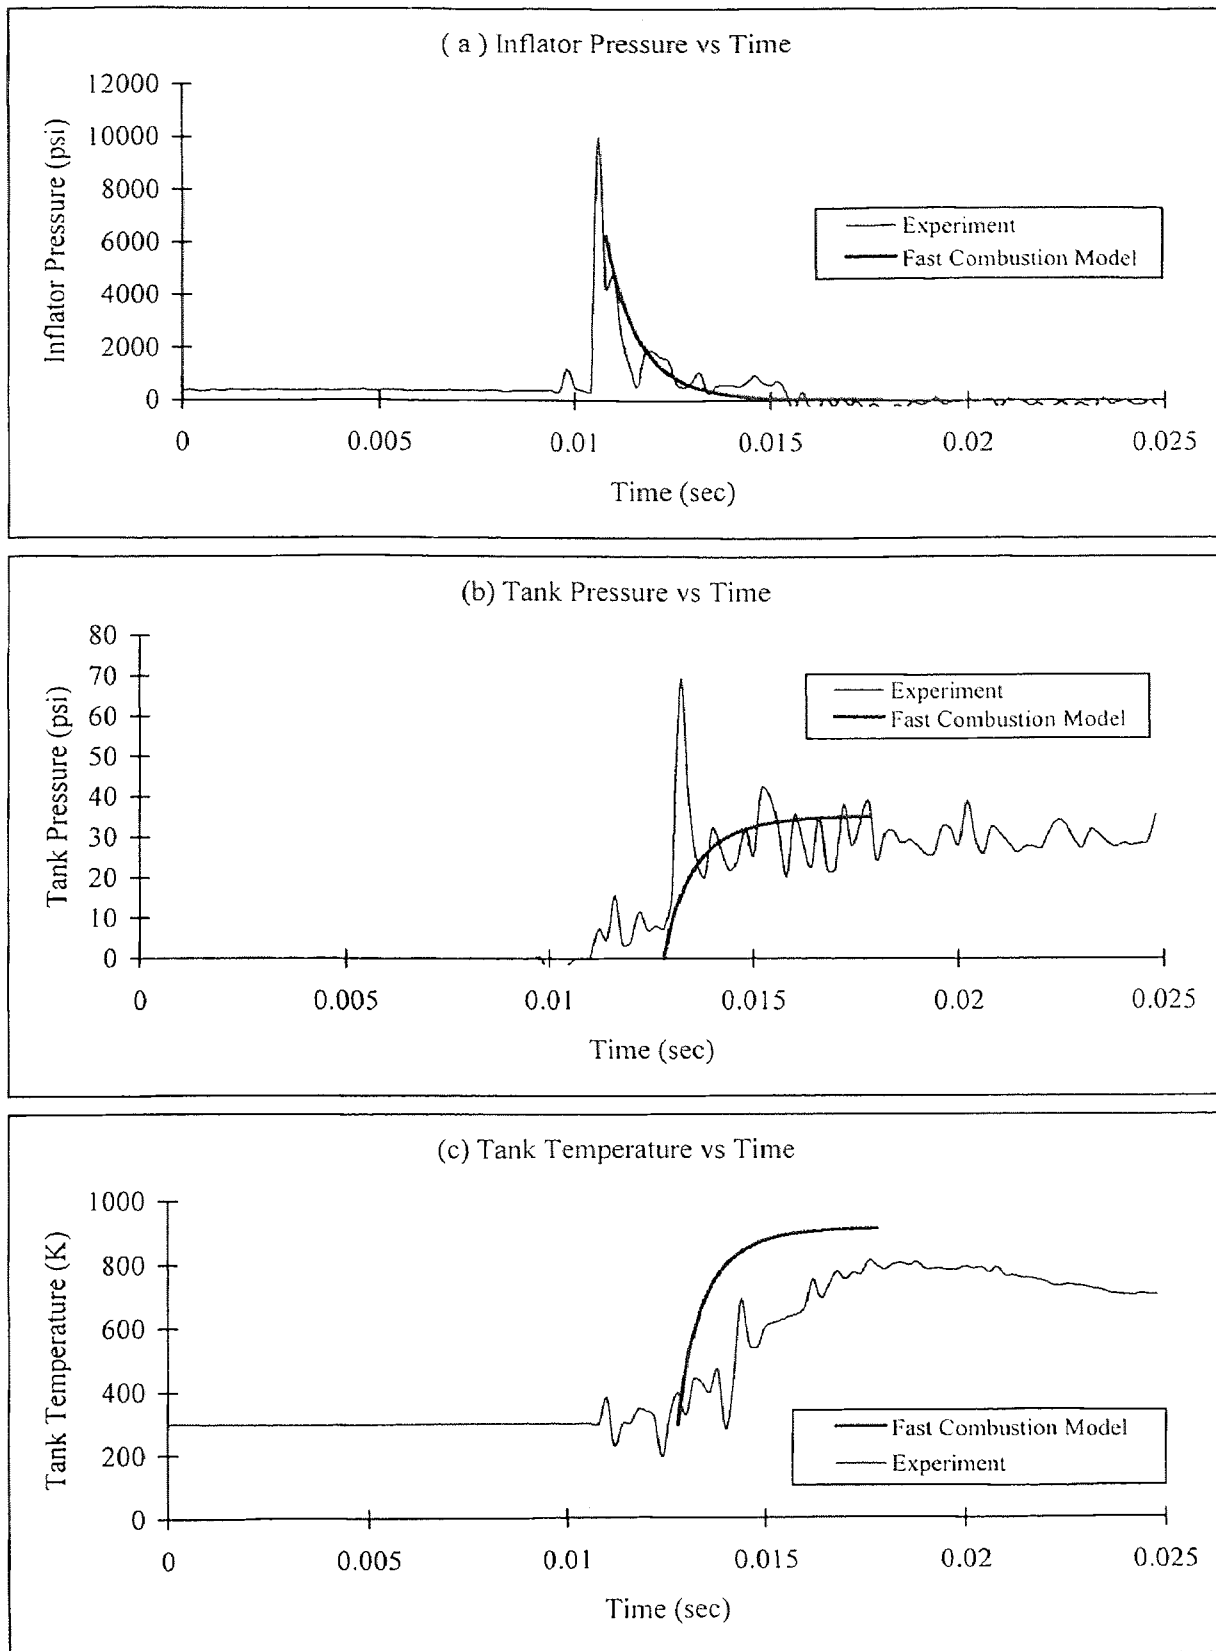 ( a ) Inflator Pressure vs Time
12000
10000
8000
6000
4000
2000
0
Inflator Pressure (psi)
Experiment
Fast Combustion Model
0
0.005
0.01
0.015
0.02
0.025
Time (sec)
(b) Tank Pressure vs Time
80
70
60
50
40
30
20
10
0
Tank Pressure (psi)
Experiment
Fast Combustion Model
0
0.005
0.01
0.015
0.02
0.025
Time (sec)
(c) Tank Temperature vs Time
1000
800
600
400
200
0
Tank Temperature (K)
Fast Combustion Model
Experiment
0
0.005
0.01
0.015
0.02
0.025
Time (sec)